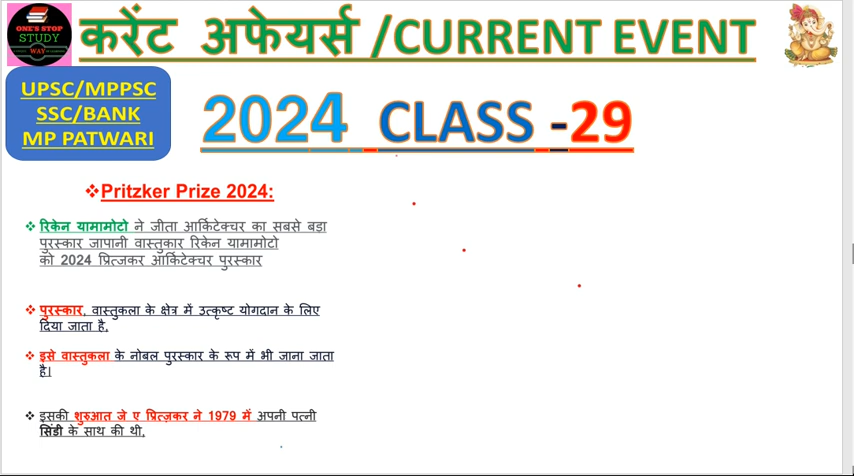 ONE'S STOP
STUDY
WAY
करेंट अफेयर्स /CURRENT EVENT
UPSC/MPPSC
SSC/BANK
MP PATWARI
2024 CLASS -29
❖Pritzker Prize 2024:
❖ रिकेन यामामोटो ने जीता आर्किटेक्चर का सबसे बडा
पुरस्कार जापानी वास्तुकार रिकेन यामामोटो
को 2024 प्रित्जकर आर्किटेक्चर पुरस्कार
❖ पुरस्कार, वास्तुकला के क्षेत्र में उत्कृष्ट योगदान के लिए
दिया जाता है,
❖ इसे वास्तुकला के नोबल पुरस्कार के रूप में भी जाना जाता
है।
❖ इसकी शुरुआत जे ए प्रित्ज़कर ने 1979 में अपनी पत्नी
सिंडी के साथ की थी,